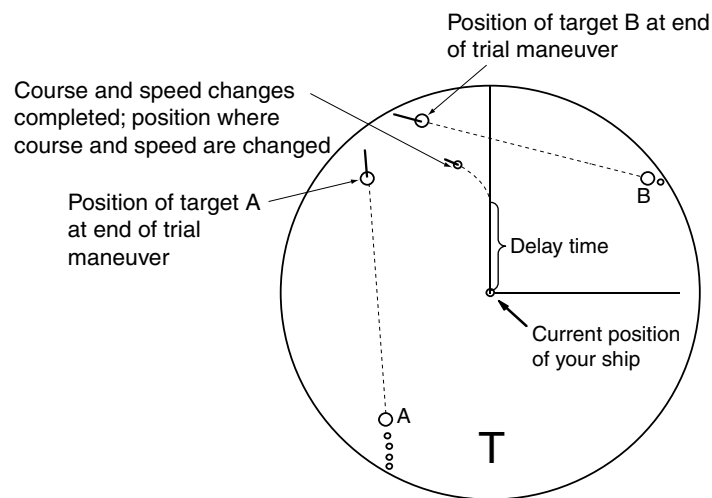 Position of target B at end
of trial maneuver
Course and speed changes
completed; position where
course and speed are changed
Position of target A
at end of trial
maneuver
B
Delay time
Current position
of your ship
A
T